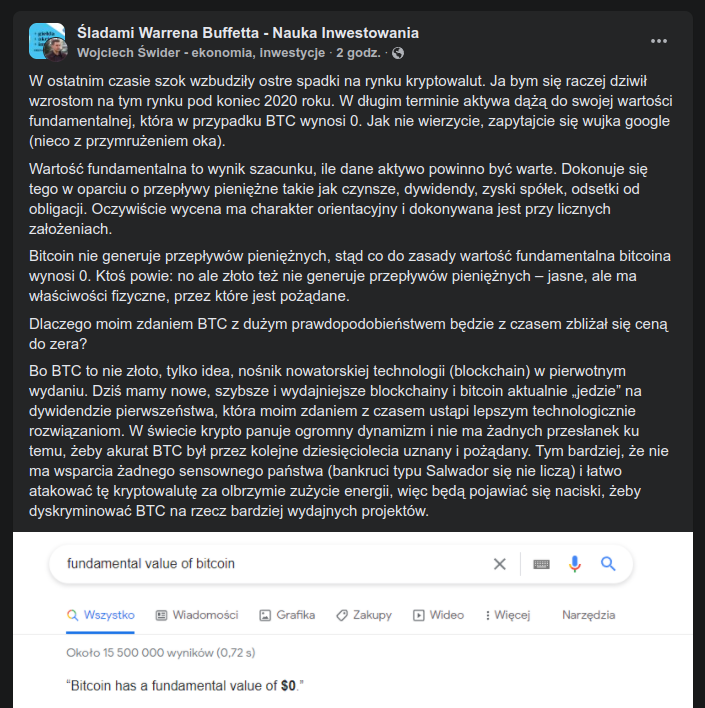 Śladami Warrena Buffetta - Nauka Inwestowania
Wojciech Świder - ekonomia, inwestycje · 2 godz. ·
W ostatnim czasie szok wzbudziły ostre spadki na rynku kryptowalut. Ja bym się raczej dziwił
wzrostom na tym rynku pod koniec 2020 roku. W długim terminie aktywa dążą do swojej wartości
fundamentalnej, która w przypadku BTC wynosi 0. Jak nie wierzycie, zapytajcie się wujka google
(nieco z przymrużeniem oka).
Wartość fundamentalna to wynik szacunku, ile dane aktywo powinno być warte. Dokonuje się
tego w oparciu o przepływy pieniężne takie jak czynsze, dywidendy, zyski spółek, odsetki od
obligacji. Oczywiście wycena ma charakter orientacyjny i dokonywana jest przy licznych
założeniach.
Bitcoin nie generuje przepływów pieniężnych, stąd co do zasady wartość fundamentalna bitcoina
wynosi 0. Ktoś powie: no ale złoto też nie generuje przepływów pieniężnych – jasne, ale ma
właściwości fizyczne, przez które jest pożądane.
Dlaczego moim zdaniem BTC z dużym prawdopodobieństwem będzie z czasem zbliżał się ceną
do zera?
Bo BTC to nie złoto, tylko idea, nośnik nowatorskiej technologii (blockchain) w pierwotnym
wydaniu. Dziś mamy nowe, szybsze i wydajniejsze blockchainy i bitcoin aktualnie „jedzie” na
dywidendzie pierwszeństwa, która moim zdaniem z czasem ustąpi lepszym technologicznie
rozwiązaniom. W świecie krypto panuje ogromny dynamizm i nie ma żadnych przesłanek ku
temu, żeby akurat BTC był przez kolejne dziesięciolecia uznany i pożądany. Tym bardziej, że nie
ma wsparcia żadnego sensownego państwa (bankruci typu Salwador się nie liczą) i łatwo
atakować tę kryptowalutę za olbrzymie zużycie energii, więc będą pojawiać się naciski, żeby
dyskryminować BTC na rzecz bardziej wydajnych projektów.
fundamental value of bitcoin
Wszystko Wiadomości Grafika Zakupy Wideo Więcej Narzędzia
Około 15 500 000 wyników (0,72 s)
“Bitcoin has a fundamental value of $0.”